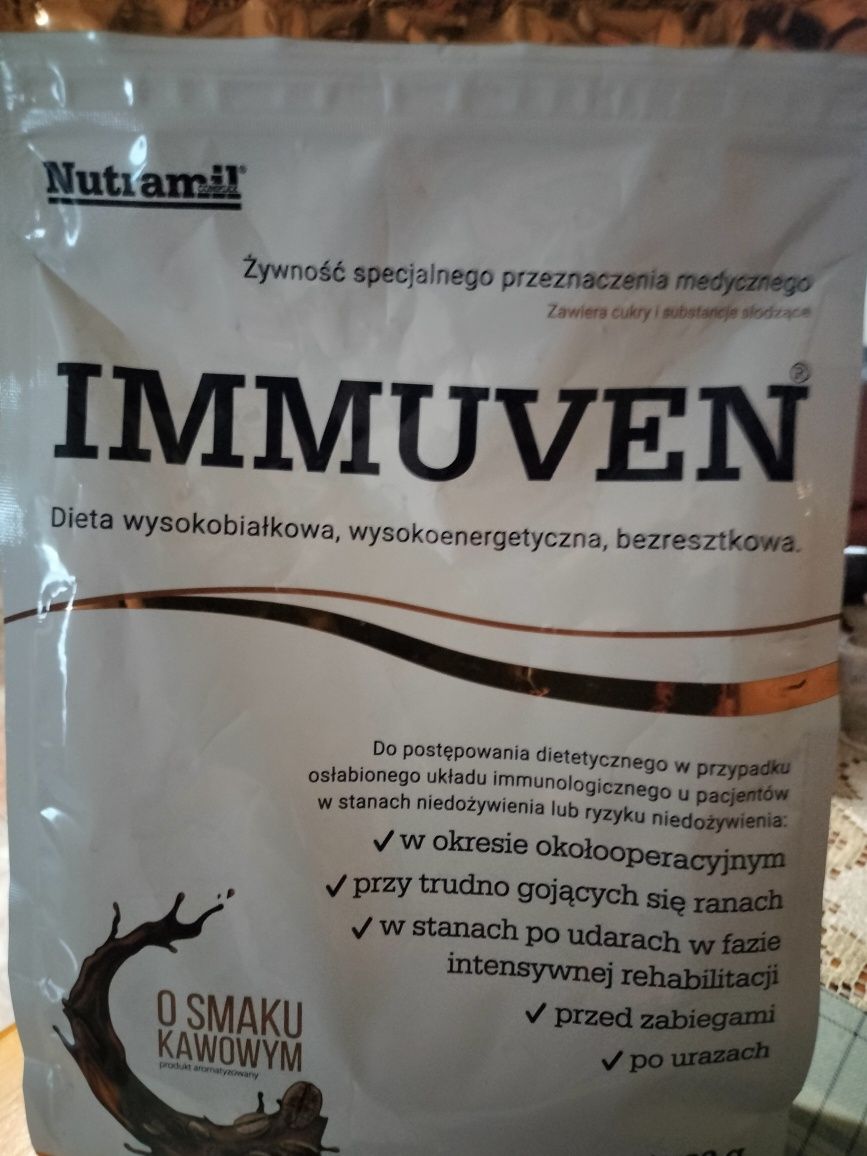 Nutramil®
COMPLEX
Żywność specjalnego przeznaczenia medycznego
Zawiera cukry i substancje słodzące
IMMUVEN®
Dieta wysokobiałkowa, wysokoenergetyczna, bezresztkowa.
Do postępowania dietetycznego w przypadku
osłabionego układu immunologicznego u pacjentów
w stanach niedożywienia lub ryzyku niedożywienia:
✓ w okresie okołooperacyjnym
✓ przy trudno gojących się ranach
✓ w stanach po udarach w fazie
intensywnej rehabilitacji
✓ przed zabiegami
✓ po urazach
O SMAKU
KAWOWYM
produkt aromatyzowany